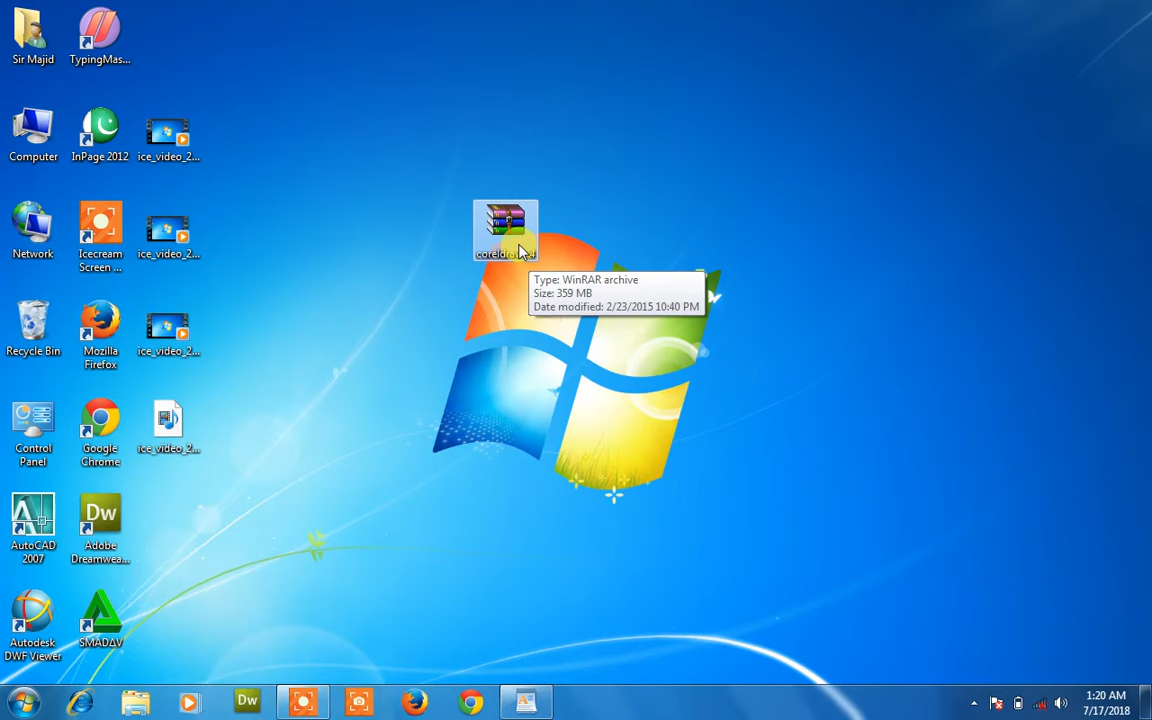 Sir Majid
TypingMas...
Computer
InPage 2012
ice_video_2...
Network
Icecream
Screen ...
ice_video_2...
Recycle Bin
Mozilla
Firefox
ice_video_2...
Control
Panel
Google
Chrome
ice_video_2...
AutoCAD
2007
Dw
Adobe
Dreamwea...
Autodesk
DWF Viewer
SMADAV
Type: WinRAR archive
Size: 359 MB
Date modified: 2/23/2015 10:40 PM
Dw
1:20 AM
7/17/2018